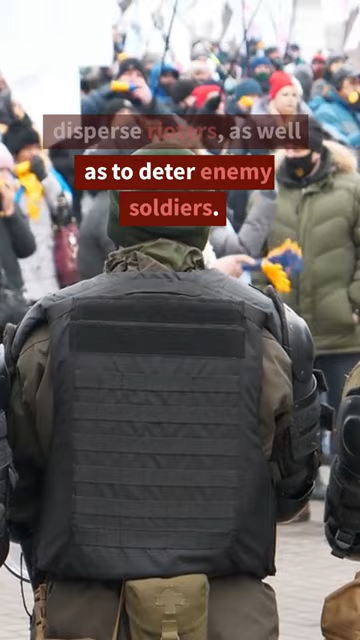 disperse rioters, as well
as to deter enemy
soldiers.